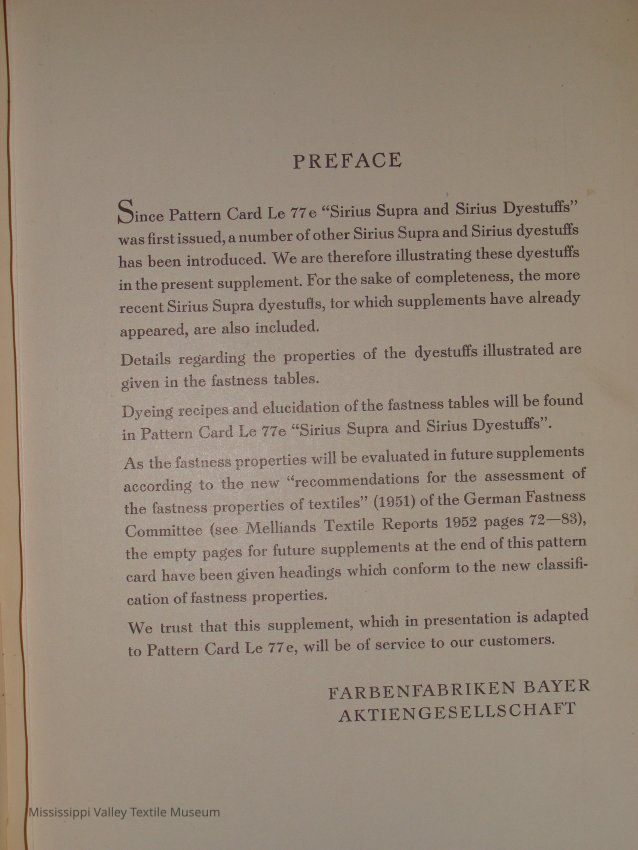 PREFACE
Since Pattern Card Le 77e “Sirius Supra and Sirius Dyestuffs”
was first issued, a number of other Sirius Supra and Sirius dyestuffs
has been introduced. We are therefore illustrating these dyestuffs
in the present supplement. For the sake of completeness, the more
recent Sirius Supra dyestuffs, for which supplements have already
appeared, are also included.
Details regarding the properties of the dyestuffs illustrated are
given in the fastness tables.
Dyeing recipes and elucidation of the fastness tables will be found
in Pattern Card Le 77e “Sirius Supra and Sirius Dyestuffs”.
As the fastness properties will be evaluated in future supplements
according to the new “recommendations for the assessment of
the fastness properties of textiles” (1951) of the German Fastness
Committee (see Melliands Textile Reports 1952 pages 72—83),
the empty pages for future supplements at the end of this pattern
card have been given headings which conform to the new classifi-
cation of fastness properties.
We trust that this supplement, which in presentation is adapted
to Pattern Card Le 77e, will be of service to our customers.
FARBENFABRIKEN BAYER
AKTIENGESELLSCHAFT
Mississippi Valley Textile Museum